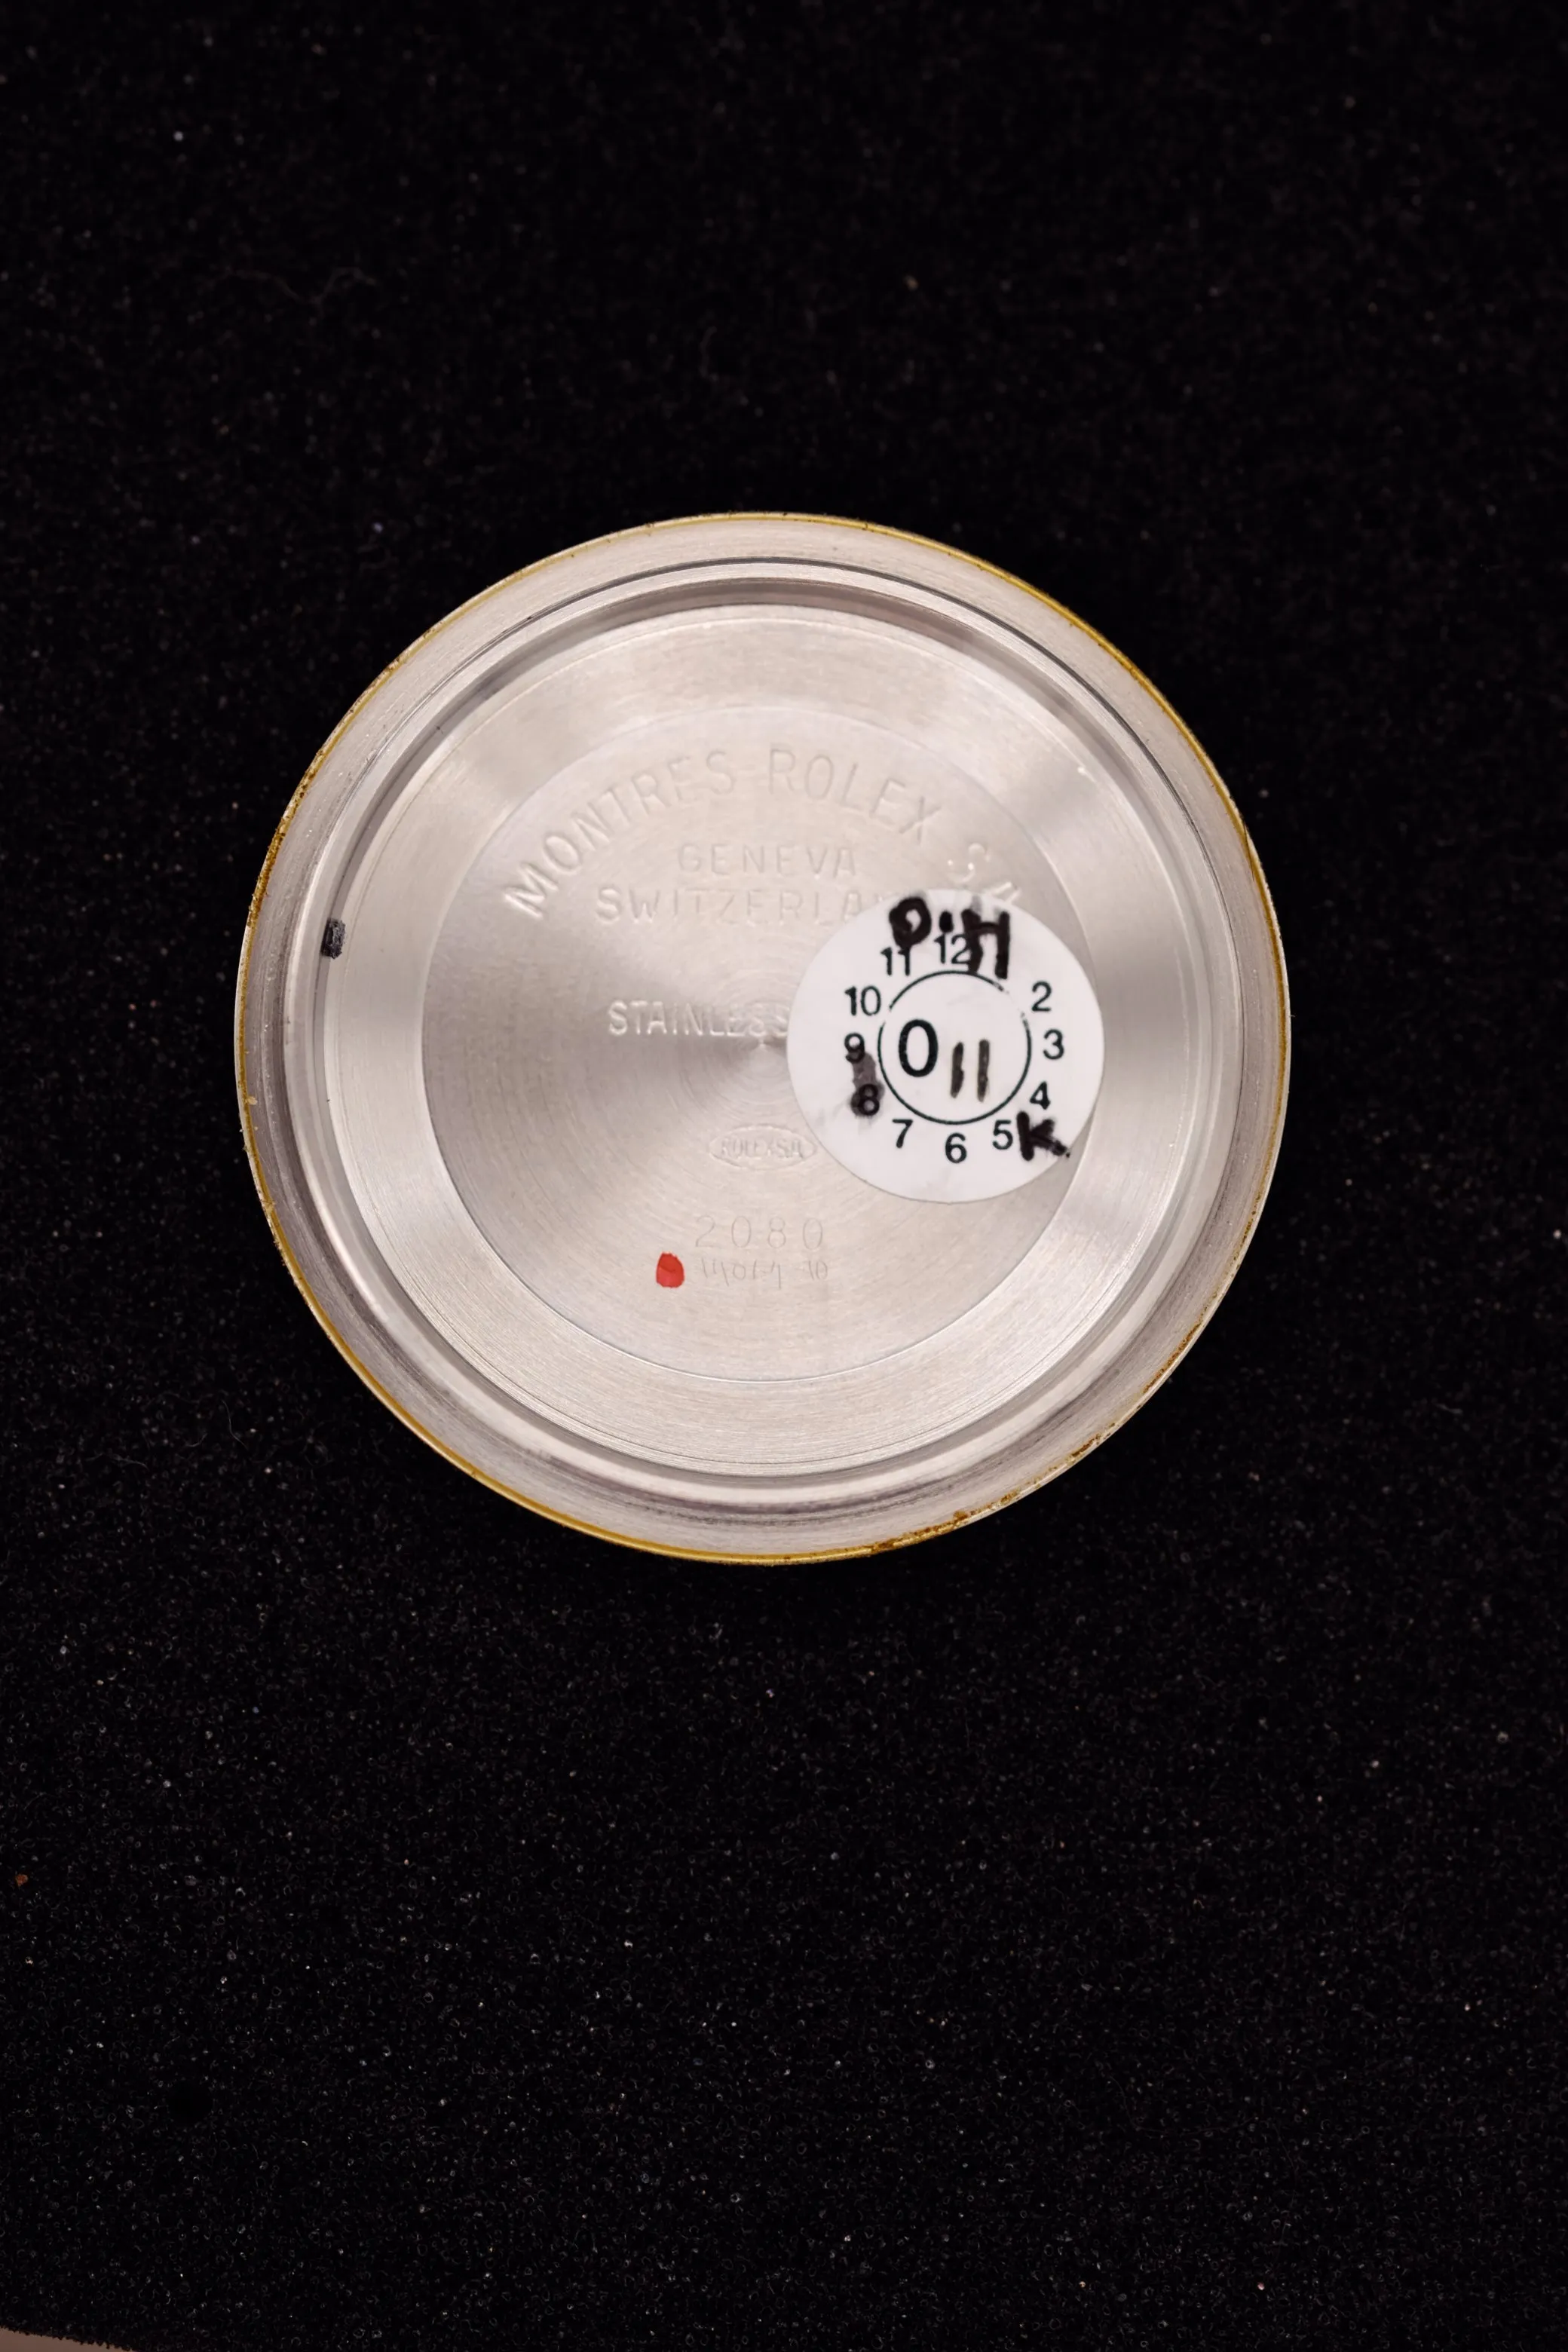 MONTRES ROLEX S A
GENEVA
SWITZERLA
STAINLESS
ROLEX SA
2080
P.H
11 12 2 3 4 5 6 7 8 9 10
0 11
K